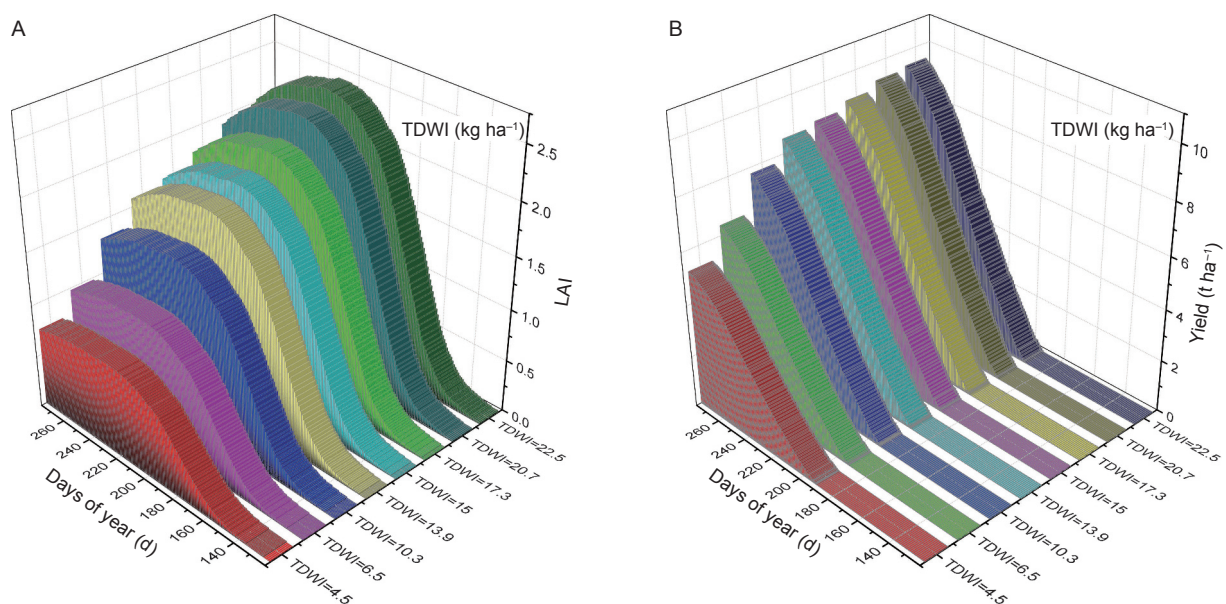 A
TDWI (kg ha⁻¹)
2.5
2.0
1.5
1.0
0.5
0.0
LAI
260
240
220
200
180
160
140
Days of year (d)
TDWI=4.5
TDWI=6.5
TDWI=10.3
TDWI=13.9
TDWI=15
TDWI=17.3
TDWI=20.7
TDWI=22.5
B
TDWI (kg ha⁻¹)
10
8
6
4
2
0
Yield (t ha⁻¹)
260
240
220
200
180
160
140
Days of year (d)
TDWI=4.5
TDWI=6.5
TDWI=10.3
TDWI=13.9
TDWI=15
TDWI=17.3
TDWI=20.7
TDWI=22.5